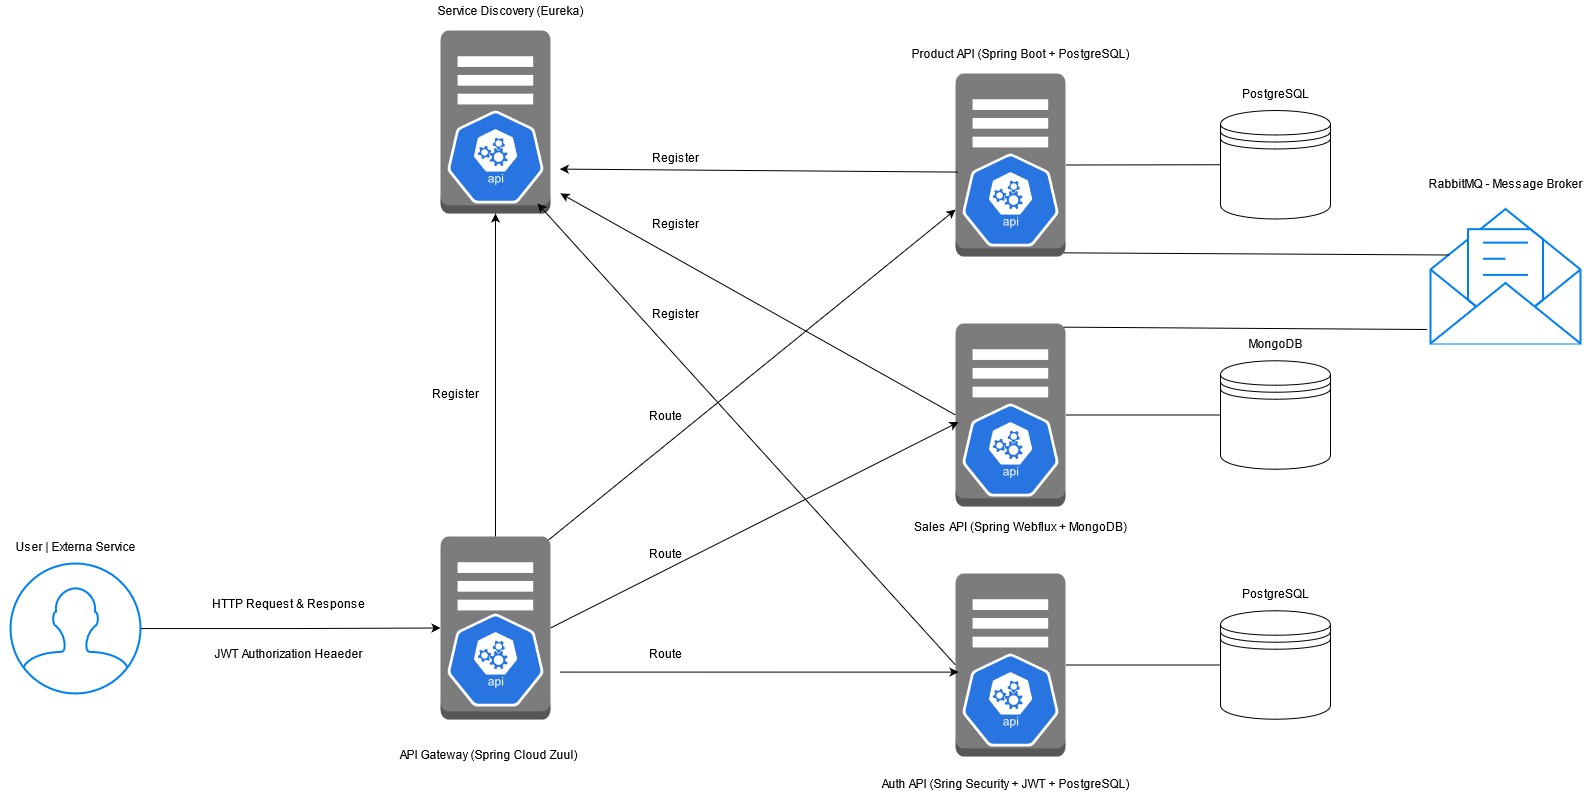 Service Discovery (Eureka)
api
Product API (Spring Boot + PostgreSQL)
api
PostgreSQL
RabbitMQ - Message Broker
Register
Register
Register
Register
MongoDB
api
Sales API (Spring Webflux + MongoDB)
Route
Route
Route
User | Externa Service
HTTP Request & Response
JWT Authorization Heaeder
api
API Gateway (Spring Cloud Zuul)
PostgreSQL
api
Auth API (Sring Security + JWT + PostgreSQL)